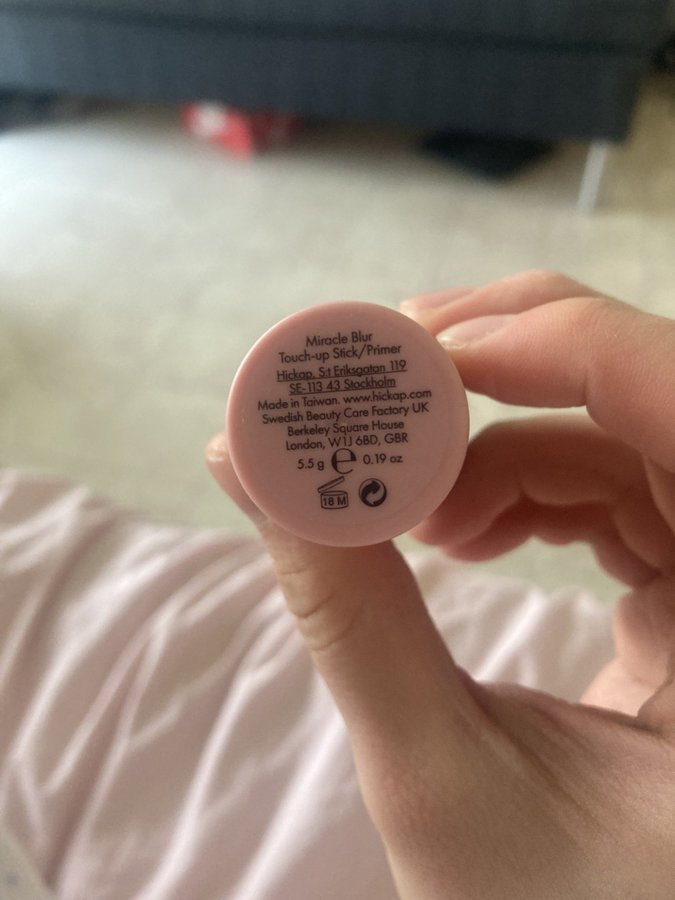 Miracle Blur
Touch-up Stick/Primer
Hickap, S:t Eriksgatan 119
SE-113 43 Stockholm
Made in Taiwan. www.hickap.com
Swedish Beauty Care Factory UK
Berkeley Square House
London, W1J 6BD, GBR
5.5 g e 0.19 oz
18 M